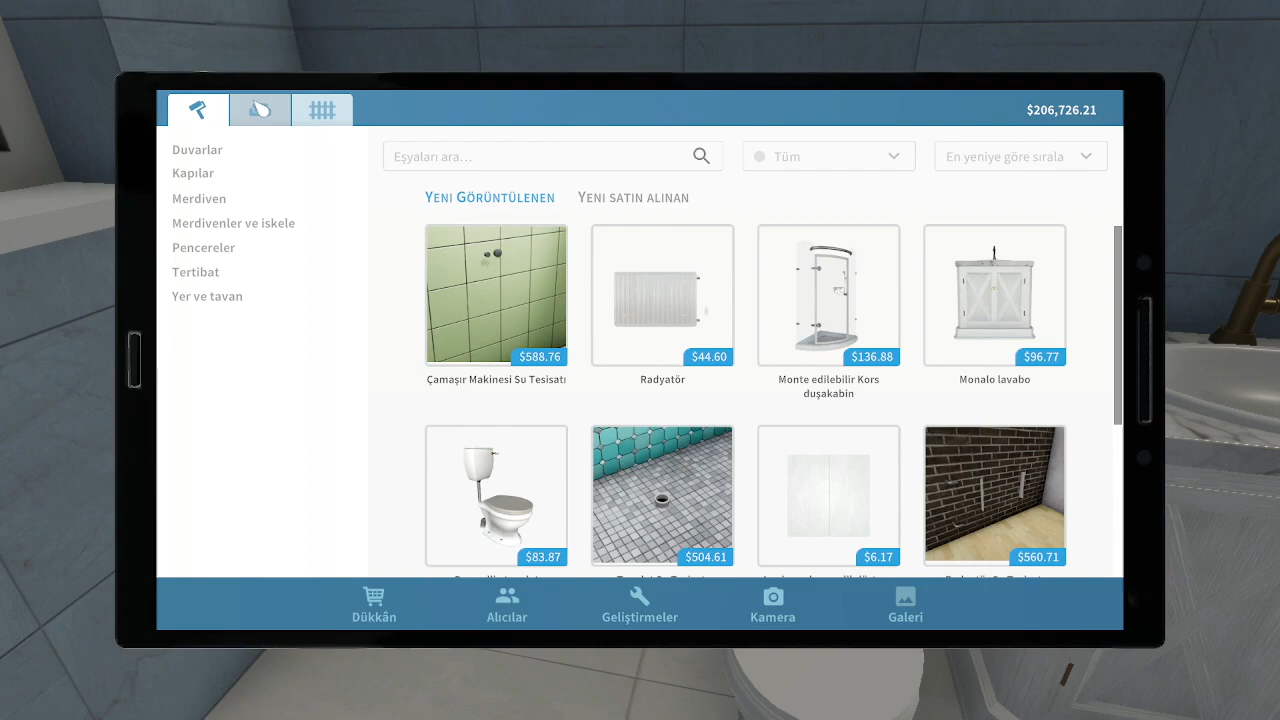 $206,726.21
Duvarlar
Kapılar
Merdiven
Merdivenler ve iskele
Pencereler
Tertibat
Yer ve tavan
Eşyaları ara...
Tüm
En yeniye göre sırala
YENİ GÖRÜNTÜLENEN
YENİ SATIN ALINAN
$588.76
$44.60
$136.88
$96.77
Çamaşır Makinesi Su Tesisatı
Radyatör
Monte edilebilir Kors
duşakabin
Monalo lavabo
$83.87
$504.61
$6.17
$560.71
Dükkân
Alıcılar
Geliştirmeler
Kamera
Galeri